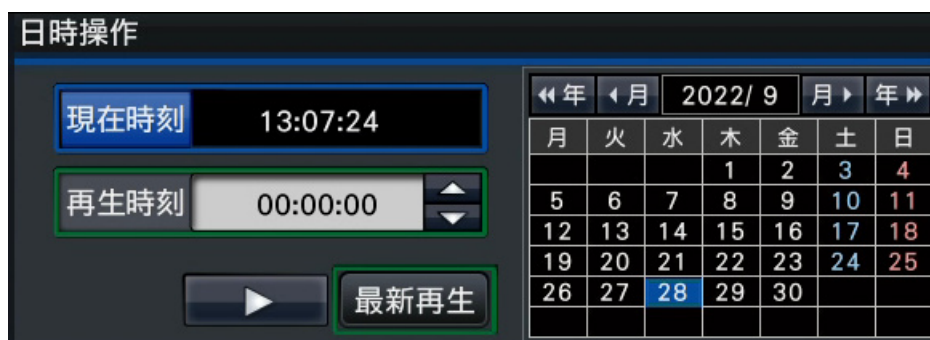 日時操作
現在時刻 13:07:24
再生時刻 00:00:00
最新再生
年 月 2022/ 9 月 年
月 火 水 木 金 土 日
1 2 3 4
5 6 7 8 9 10 11
12 13 14 15 16 17 18
19 20 21 22 23 24 25
26 27 28 29 30